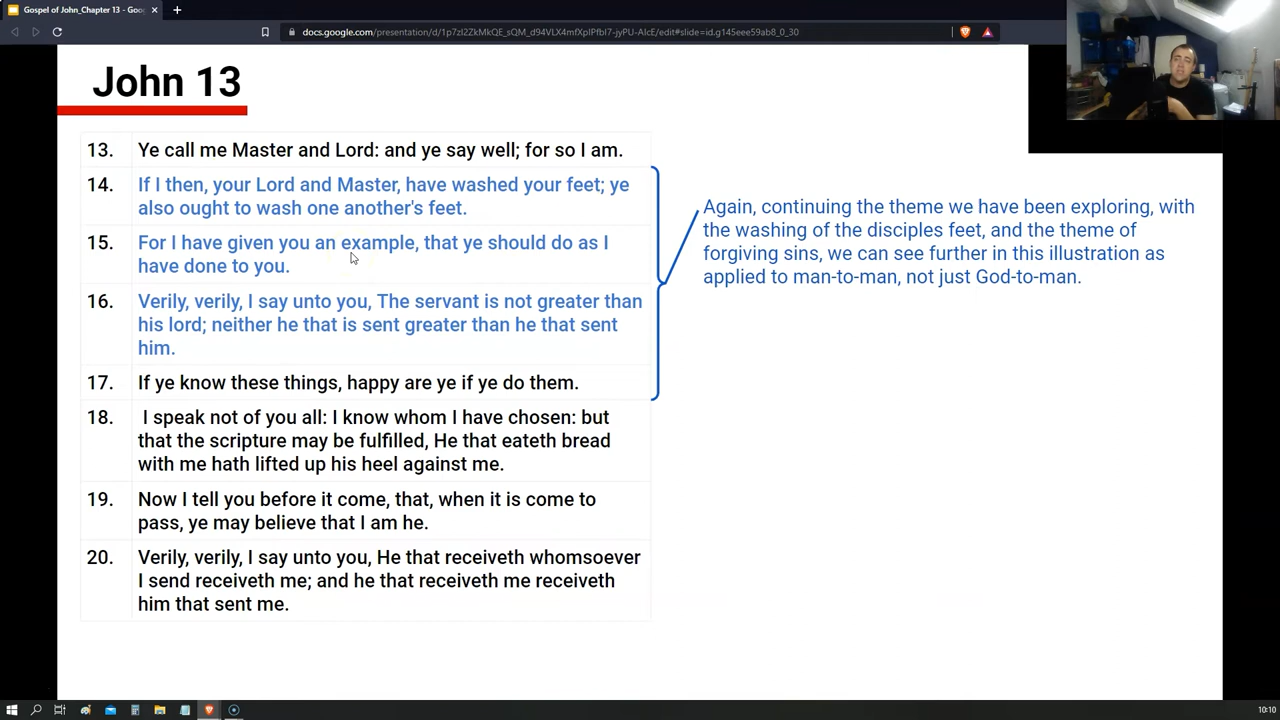 Gospel of John_Chapter 13 - Goo
docs.google.com/presentation/d/1p7zI2ZkMkQE_sQM_d94VLX4mfXpIPfbI7-jyPU-AIcE/edit#slide=id.g145eee59ab8_0_30
John 13
13. Ye call me Master and Lord: and ye say well; for so I am.
14. If I then, your Lord and Master, have washed your feet; ye
also ought to wash one another's feet.
15. For I have given you an example, that ye should do as I
have done to you.
16. Verily, verily, I say unto you, The servant is not greater than
his lord; neither he that is sent greater than he that sent
him.
17. If ye know these things, happy are ye if ye do them.
18. I speak not of you all: I know whom I have chosen: but
that the scripture may be fulfilled, He that eateth bread
with me hath lifted up his heel against me.
19. Now I tell you before it come, that, when it is come to
pass, ye may believe that I am he.
20. Verily, verily, I say unto you, He that receiveth whomsoever
I send receiveth me; and he that receiveth me receiveth
him that sent me.
Again, continuing the theme we have been exploring, with
the washing of the disciples feet, and the theme of
forgiving sins, we can see further in this illustration as
applied to man-to-man, not just God-to-man.
10:10